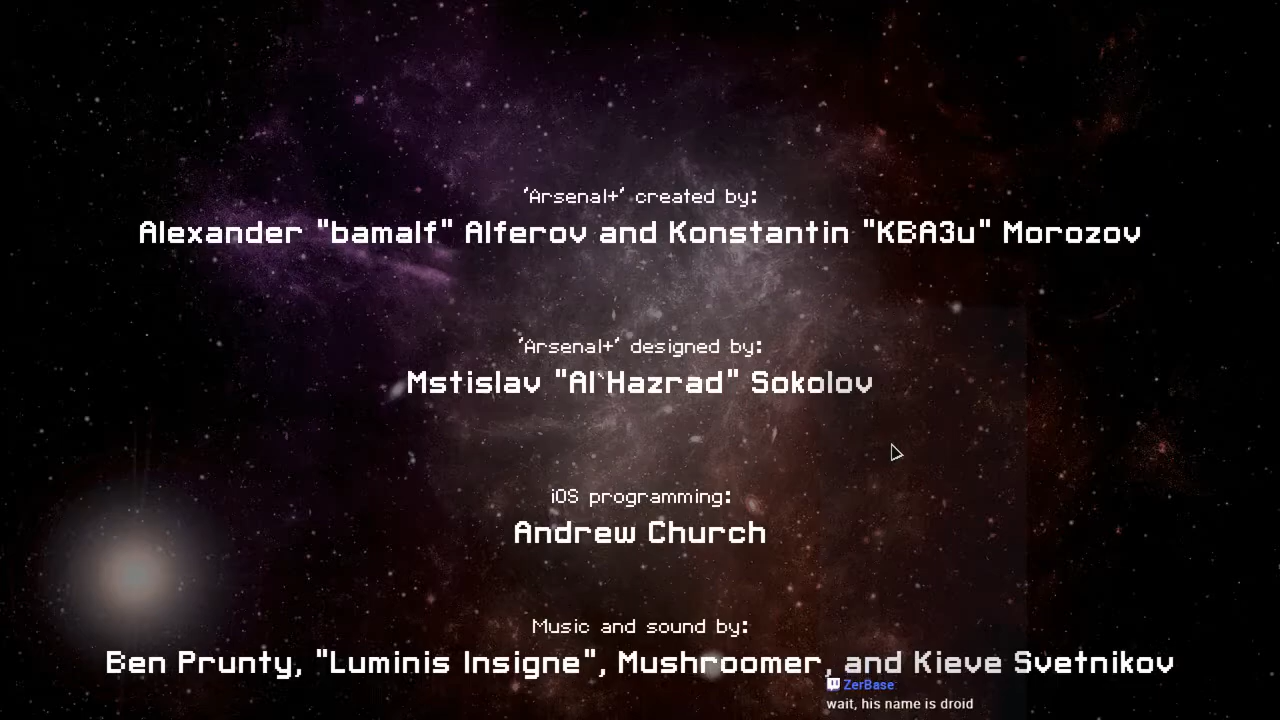 'Arsenal+' created by:
Alexander "bamalf" Alferov and Konstantin "KBA3u" Morozov
'Arsenal+' designed by:
Mstislav "Al`Hazrad" Sokolov
iOS programming:
Andrew Church
Music and sound by:
Ben Prunty, "Luminis Insigne", Mushroomer, and Kieve Svetnikov
ZerBase:
wait, his name is droid